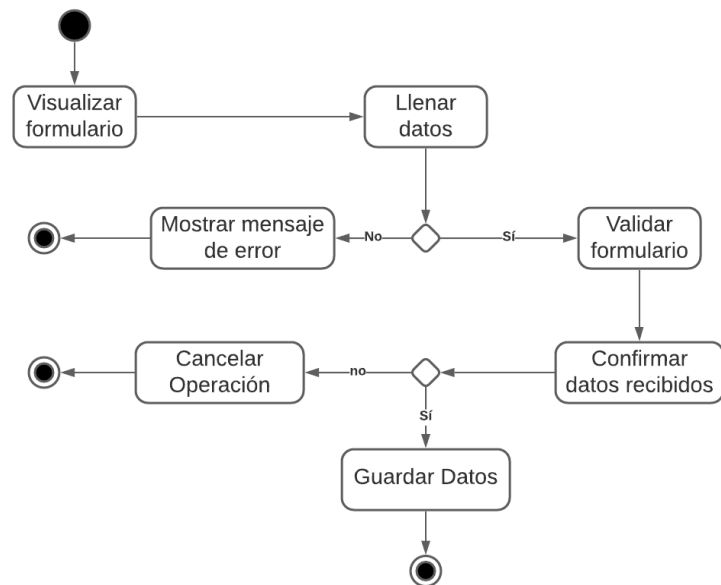 Visualizar
formulario
Llenar
datos
Mostrar mensaje
de error
No
Sí
Validar
formulario
Cancelar
Operación
no
Confirmar
datos recibidos
Sí
Guardar Datos